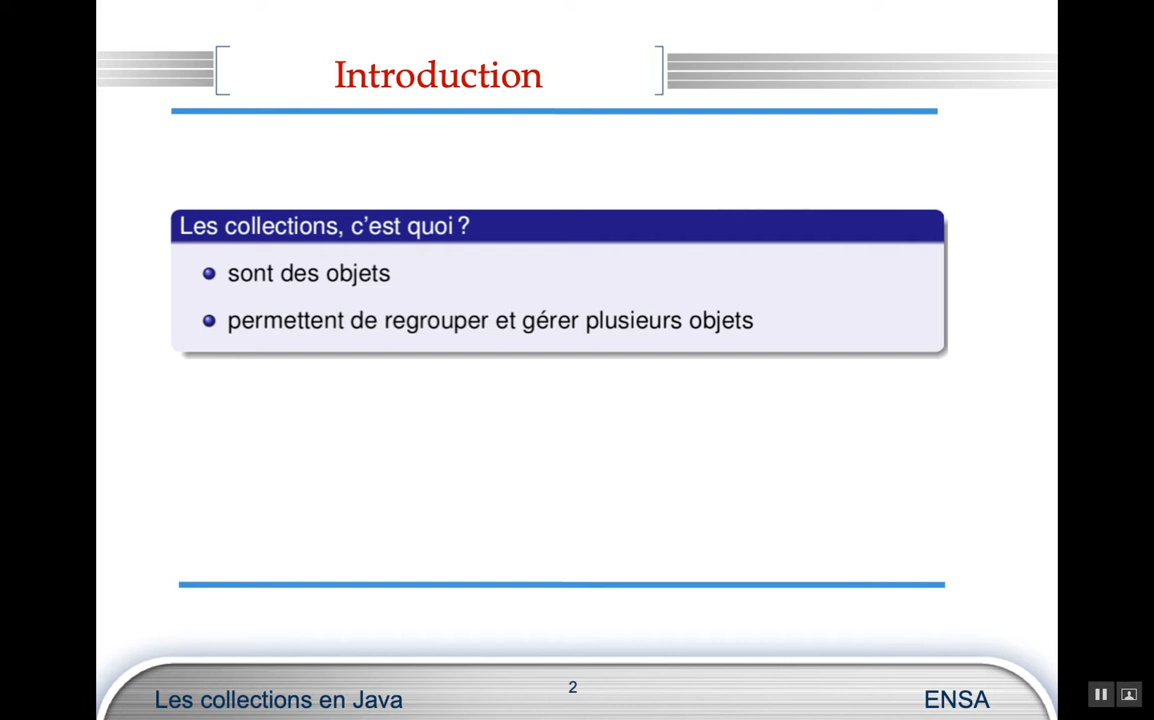 Introduction
Les collections, c'est quoi ?
sont des objets
permettent de regrouper et gérer plusieurs objets
Les collections en Java
2
ENSA